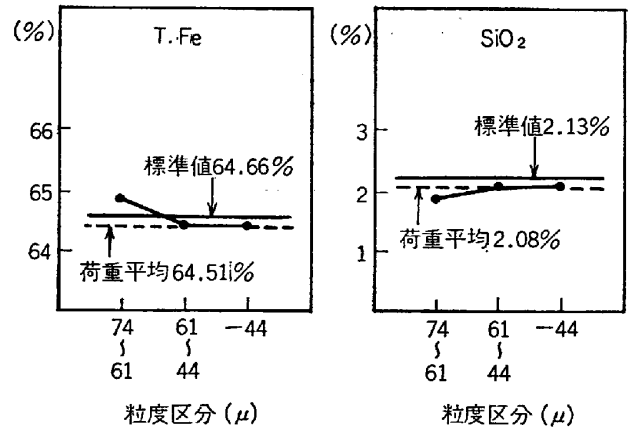 (%)
T.Fe
66
65
64
標準値64.66%
荷重平均64.51i%
74
〜
61
61
〜
44
−44
粒度区分(μ)
(%)
SiO₂
3
2
1
標準値2.13%
荷重平均2.08%
74
〜
61
61
〜
44
−44
粒度区分(μ)